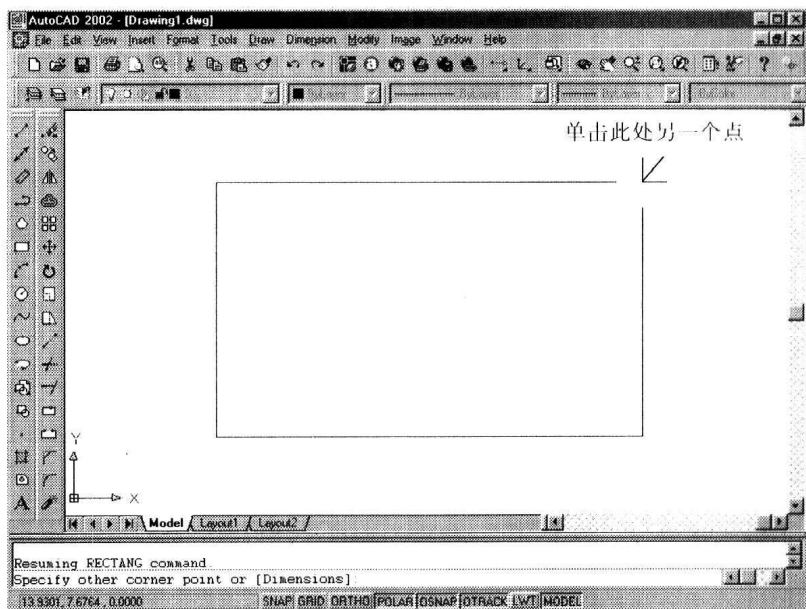 AutoCAD 2002 - [Drawing1.dwg]
File Edit View Insert Format Tools Draw Dimension Modify Image Window Help
单击此处另一个点
Y
X
Model Layout1 Layout2
Resuming RECTANG command.
Specify other corner point or [Dimensions]:
13.9301, 7.6764, 0.0000 SNAP GRID ORTHO POLAR OSNAP OTRACK LWT MODEL